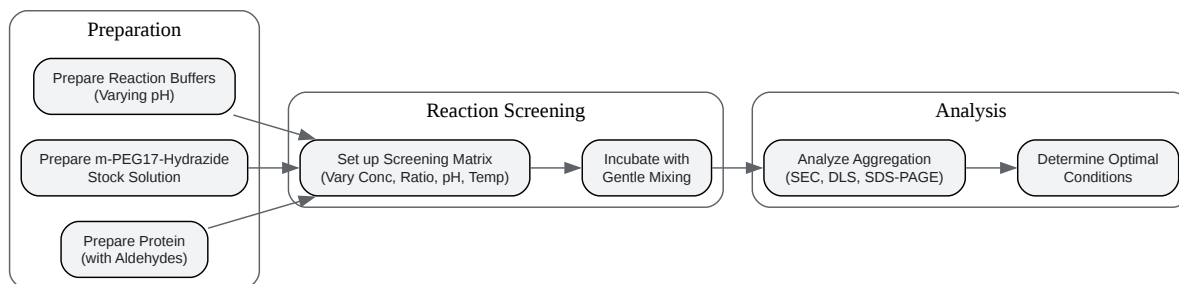 Preparation
Prepare Reaction Buffers
(Varying pH)
Prepare m-PEG17-Hydrazide
Stock Solution
Prepare Protein
(with Aldehydes)
Reaction Screening
Set up Screening Matrix
(Vary Conc, Ratio, pH, Temp)
Incubate with
Gentle Mixing
Analysis
Analyze Aggregation
(SEC, DLS, SDS-PAGE)
Determine Optimal
Conditions